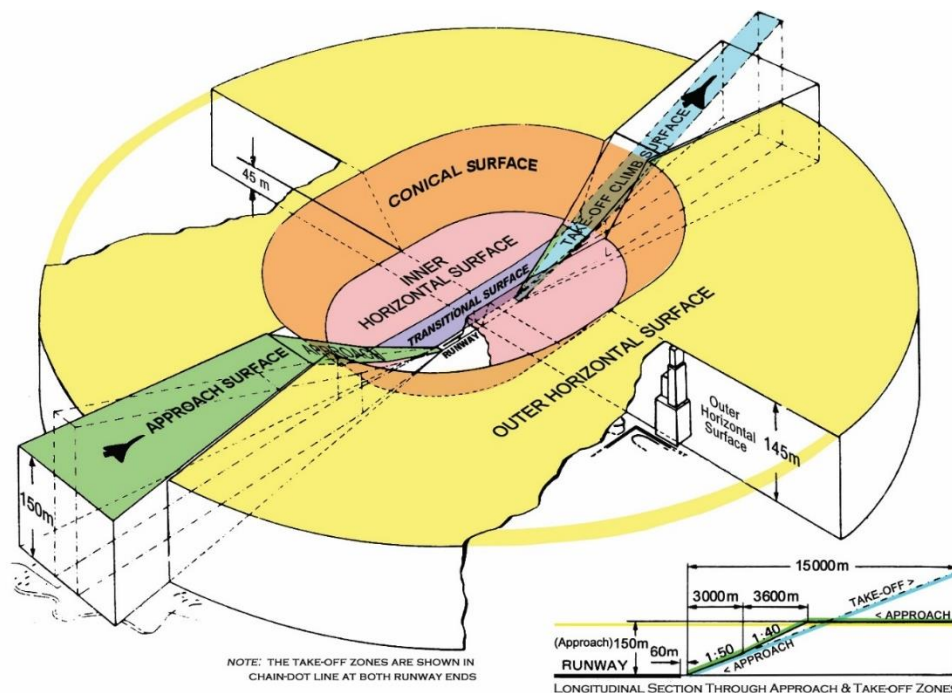 45 m
CONICAL SURFACE
TAKE-OFF CLIMB SURFACE
INNER
HORIZONTAL SURFACE
TRANSITIONAL SURFACE
RUNWAY
APPROACH
APPROACH SURFACE
OUTER HORIZONTAL SURFACE
Outer
Horizontal
Surface
145m
150m
15000m
3000m
3600m
TAKE-OFF >
< APPROACH
(Approach)150m
60m
1:50
1:40
< APPROACH
RUNWAY
NOTE: THE TAKE-OFF ZONES ARE SHOWN IN
CHAIN-DOT LINE AT BOTH RUNWAY ENDS
LONGITUDINAL SECTION THROUGH APPROACH & TAKE-OFF ZONES